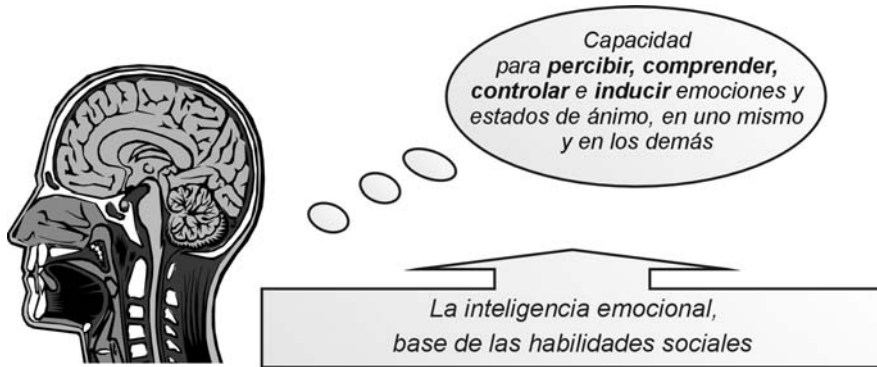 Capacidad
para percibir, comprender,
controlar e inducir emociones y
estados de ánimo, en uno mismo
y en los demás
La inteligencia emocional,
base de las habilidades sociales